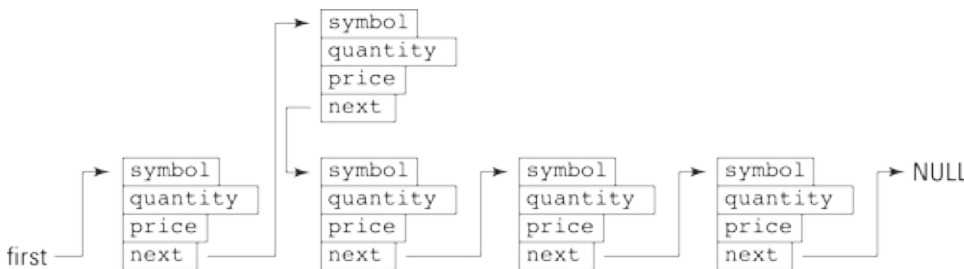 symbol
quantity
price
next
symbol symbol symbol symbol NULL
quantity quantity quantity quantity
price price price price
first next next next next